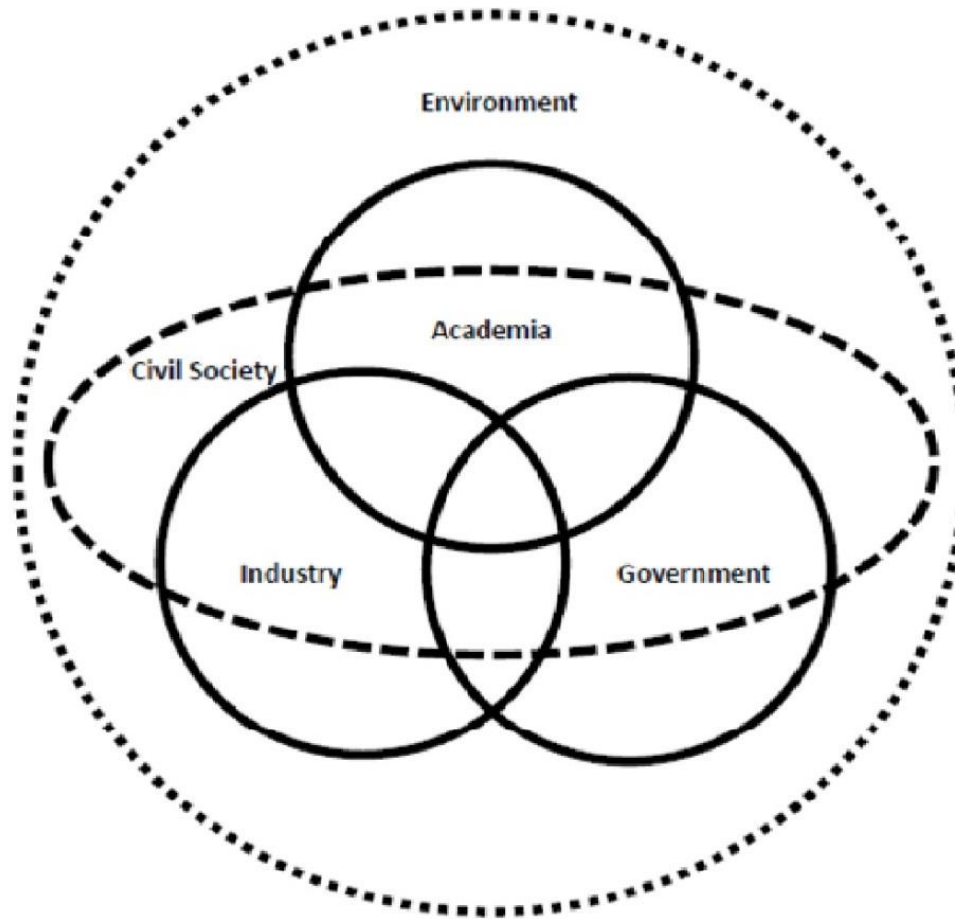 Environment
Academia
Civil Society
Industry
Government